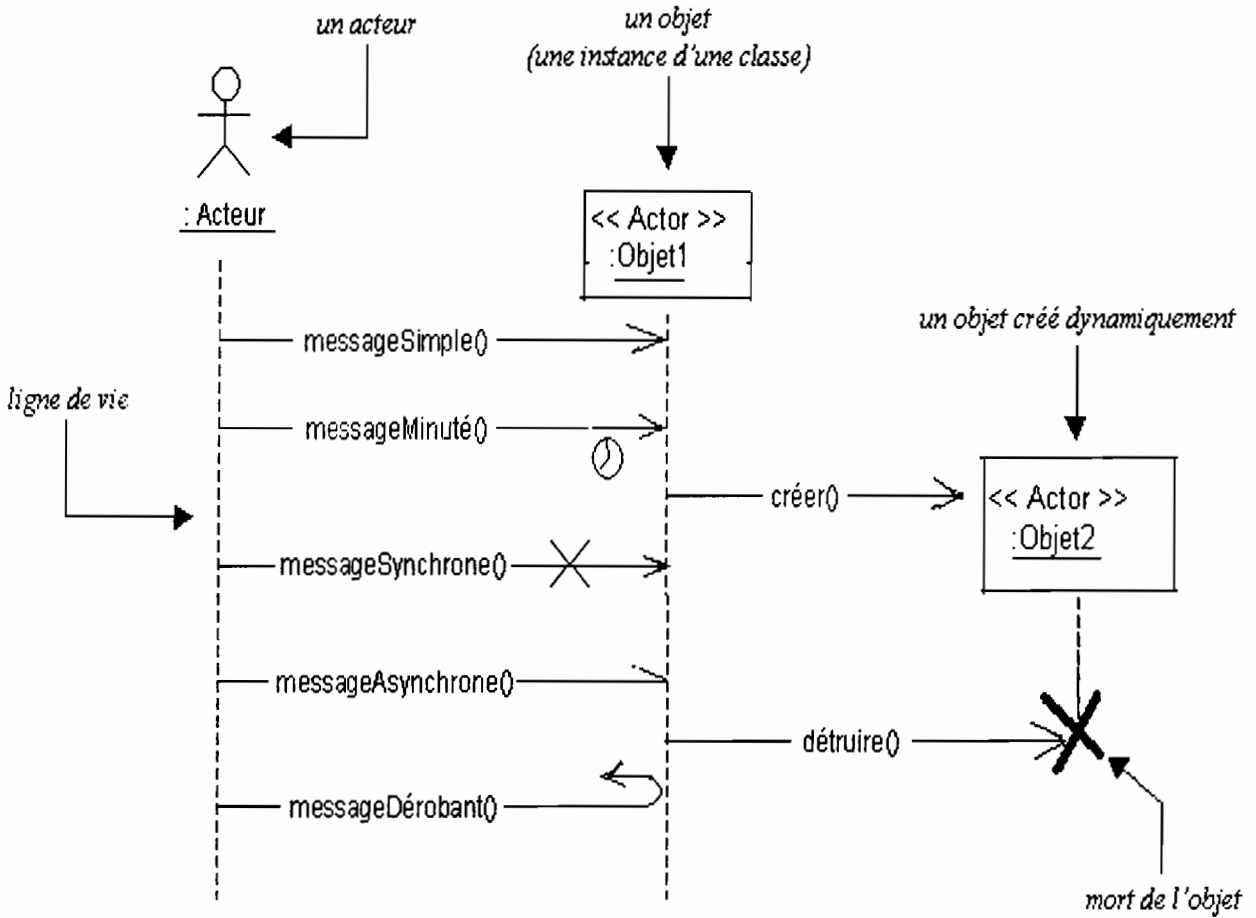 un acteur
un objet
(une instance d'une classe)
: Acteur
<< Actor >>
:Objet1
messageSimple()
un objet créé dynamiquement
ligne de vie
messageMinuté()
créer()
<< Actor >>
:Objet2
messageSynchrone()
messageAsynchrone()
détruire()
messageDérobant()
mort de l'objet